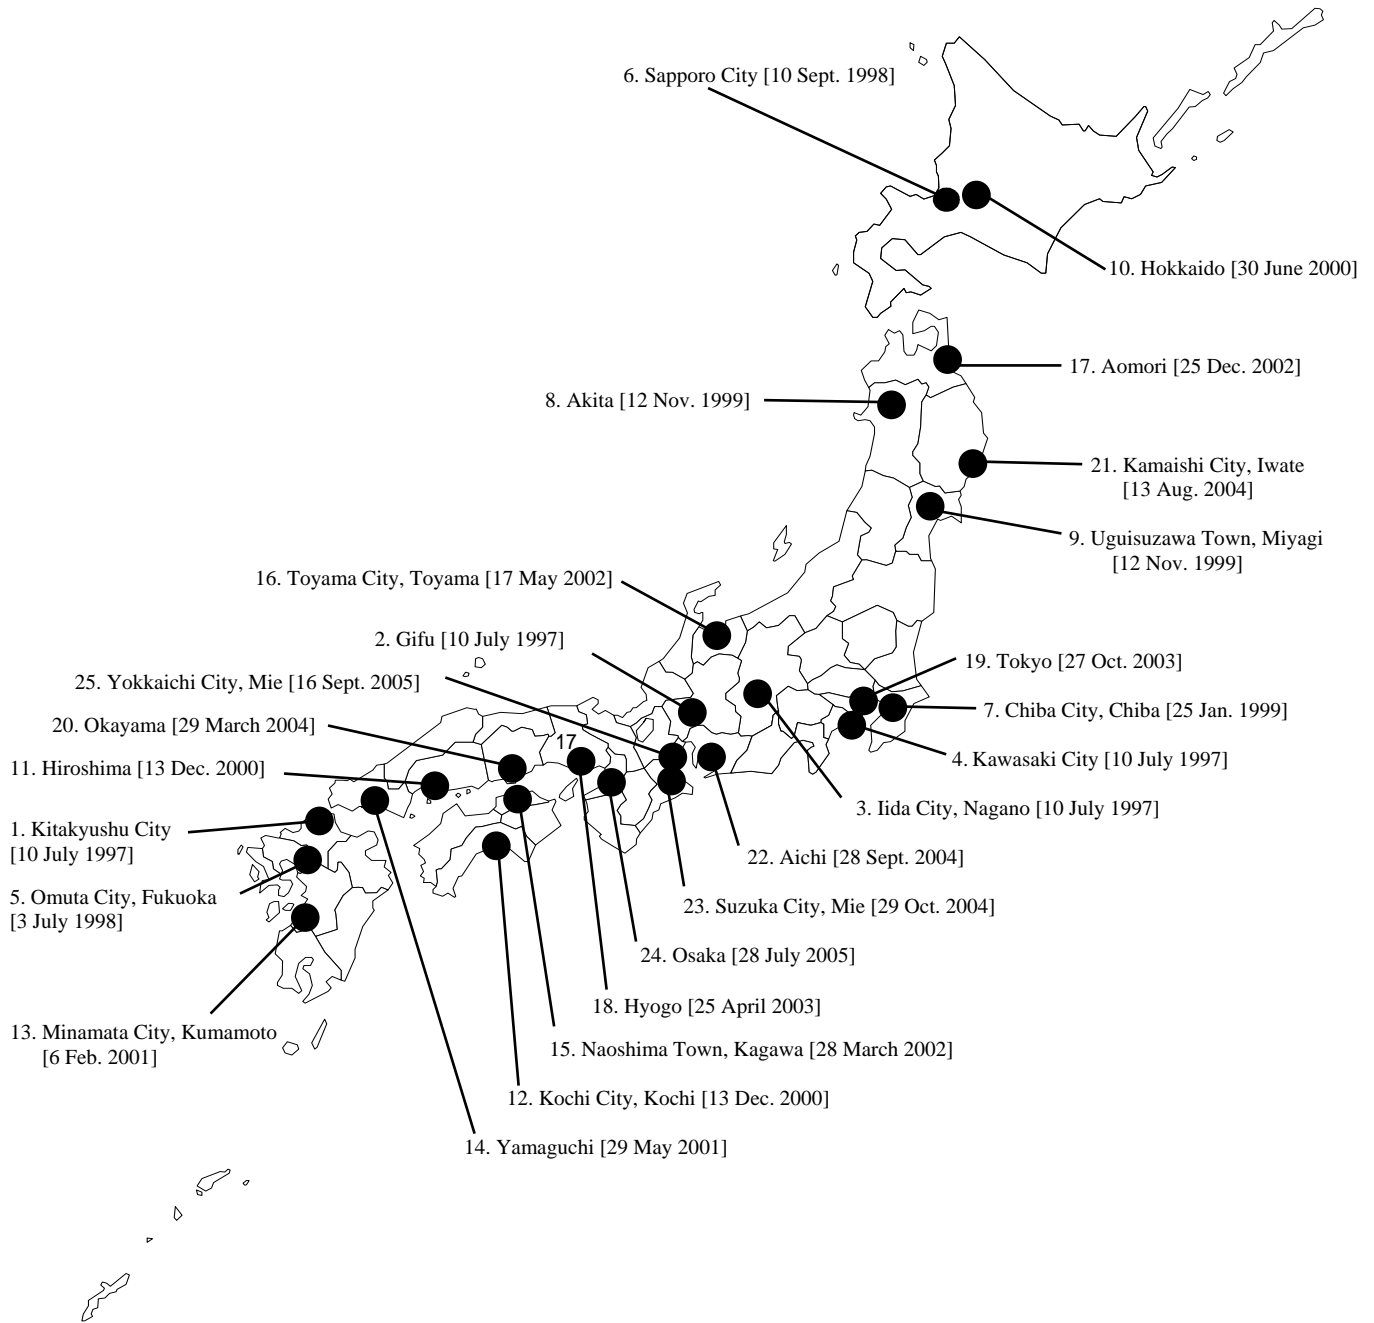 6. Sapporo City [10 Sept. 1998]
10. Hokkaido [30 June 2000]
17. Aomori [25 Dec. 2002]
8. Akita [12 Nov. 1999]
21. Kamaishi City, Iwate
[13 Aug. 2004]
9. Uguisuzawa Town, Miyagi
[12 Nov. 1999]
16. Toyama City, Toyama [17 May 2002]
2. Gifu [10 July 1997]
19. Tokyo [27 Oct. 2003]
25. Yokkaichi City, Mie [16 Sept. 2005]
7. Chiba City, Chiba [25 Jan. 1999]
20. Okayama [29 March 2004]
17
4. Kawasaki City [10 July 1997]
11. Hiroshima [13 Dec. 2000]
3. Iida City, Nagano [10 July 1997]
1. Kitakyushu City
[10 July 1997]
22. Aichi [28 Sept. 2004]
5. Omuta City, Fukuoka
[3 July 1998]
23. Suzuka City, Mie [29 Oct. 2004]
24. Osaka [28 July 2005]
18. Hyogo [25 April 2003]
13. Minamata City, Kumamoto
[6 Feb. 2001]
15. Naoshima Town, Kagawa [28 March 2002]
12. Kochi City, Kochi [13 Dec. 2000]
14. Yamaguchi [29 May 2001]